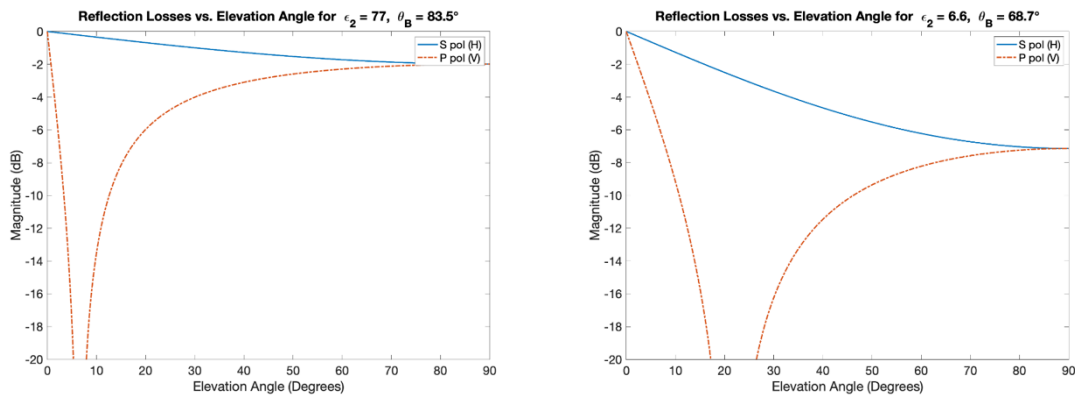 Reflection Losses vs. Elevation Angle for ϵ₂ = 77, θ_B = 83.5°
S pol (H)
P pol (V)
Magnitude (dB)
0
-2
-4
-6
-8
-10
-12
-14
-16
-18
-20
0 10 20 30 40 50 60 70 80 90
Elevation Angle (Degrees)
Reflection Losses vs. Elevation Angle for ϵ₂ = 6.6, θ_B = 68.7°
S pol (H)
P pol (V)
Magnitude (dB)
0
-2
-4
-6
-8
-10
-12
-14
-16
-18
-20
0 10 20 30 40 50 60 70 80 90
Elevation Angle (Degrees)